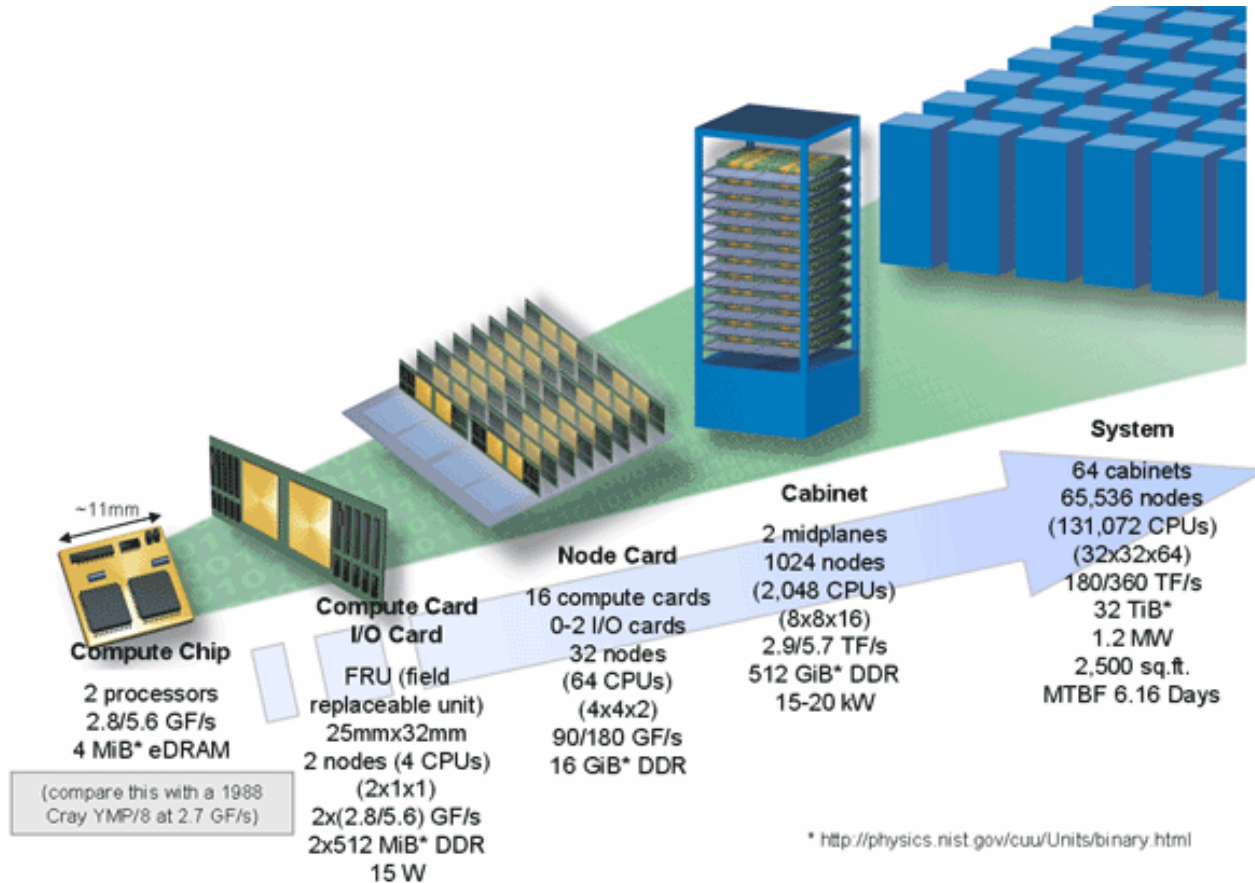 ~11mm
Compute Chip
2 processors
2.8/5.6 GF/s
4 MiB* eDRAM
(compare this with a 1988
Cray YMP/8 at 2.7 GF/s)
Compute Card
I/O Card
FRU (field
replaceable unit)
25mmx32mm
2 nodes (4 CPUs)
(2x1x1)
2x(2.8/5.6) GF/s
2x512 MiB* DDR
15 W
Node Card
16 compute cards
0-2 I/O cards
32 nodes
(64 CPUs)
(4x4x2)
90/180 GF/s
16 GiB* DDR
Cabinet
2 midplanes
1024 nodes
(2,048 CPUs)
(8x8x16)
2.9/5.7 TF/s
512 GiB* DDR
15-20 kW
System
64 cabinets
65,536 nodes
(131,072 CPUs)
(32x32x64)
180/360 TF/s
32 TiB*
1.2 MW
2,500 sq.ft.
MTBF 6.16 Days
* http://physics.nist.gov/cuu/Units/binary.html